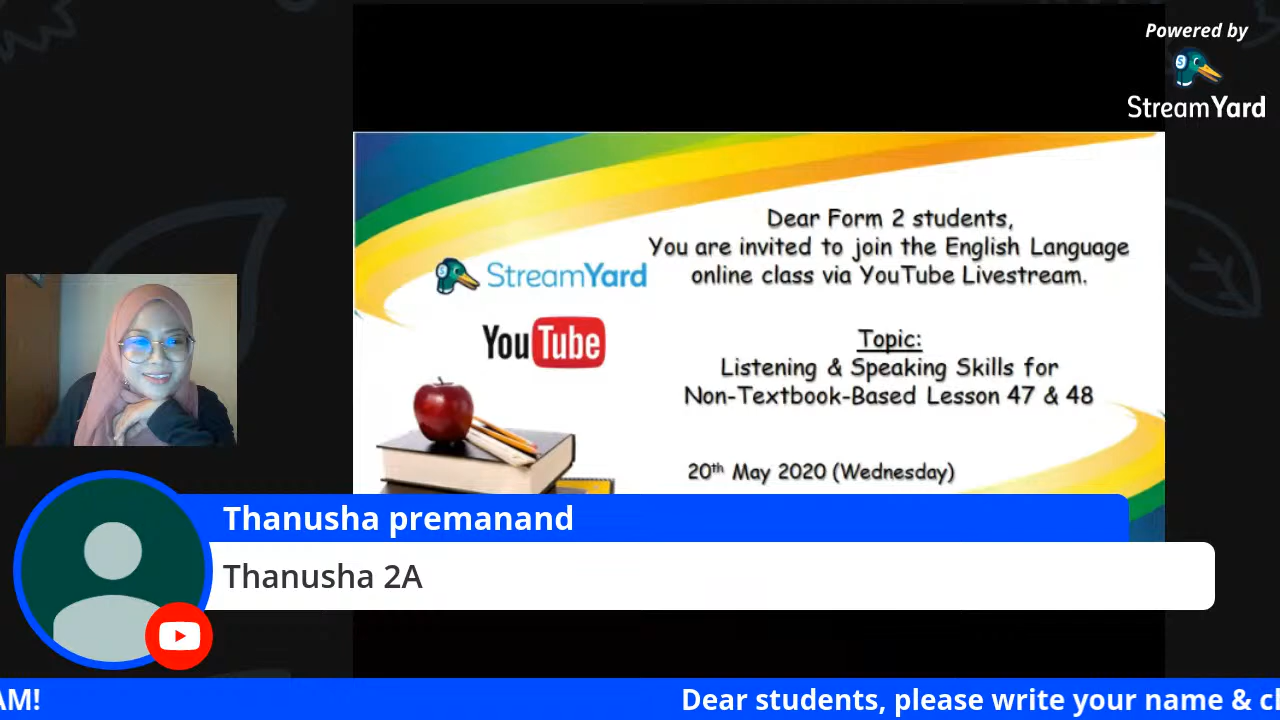 Powered by
StreamYard
Dear Form 2 students,
You are invited to join the English Language
online class via YouTube Livestream.
StreamYard
YouTube
Topic:
Listening & Speaking Skills for
Non-Textbook-Based Lesson 47 & 48
20th May 2020 (Wednesday)
Thanusha premanand
Thanusha 2A
AM!
Dear students, please write your name & cl